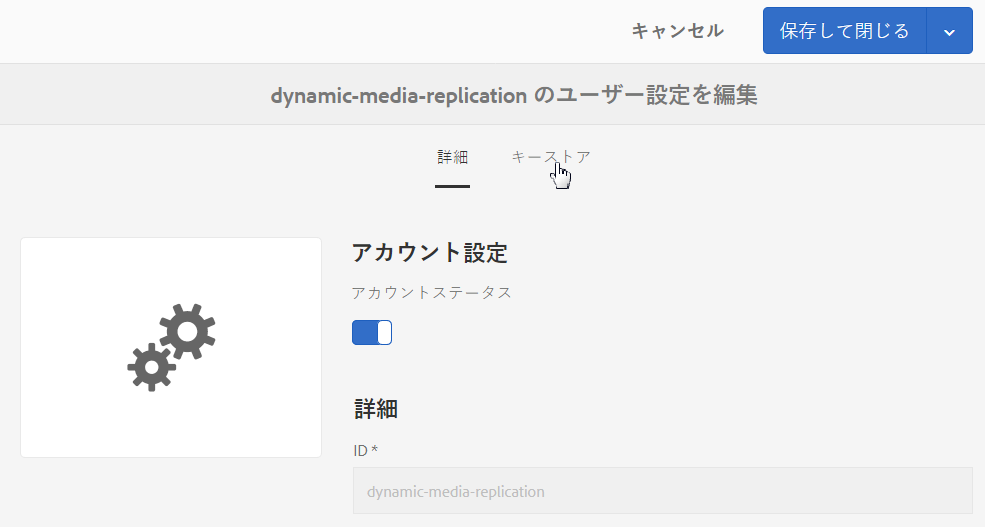 キャンセル 保存して閉じる
dynamic-media-replication のユーザー設定を編集
詳細 キーストア
アカウント設定
アカウントステータス
詳細
ID *
dynamic-media-replication